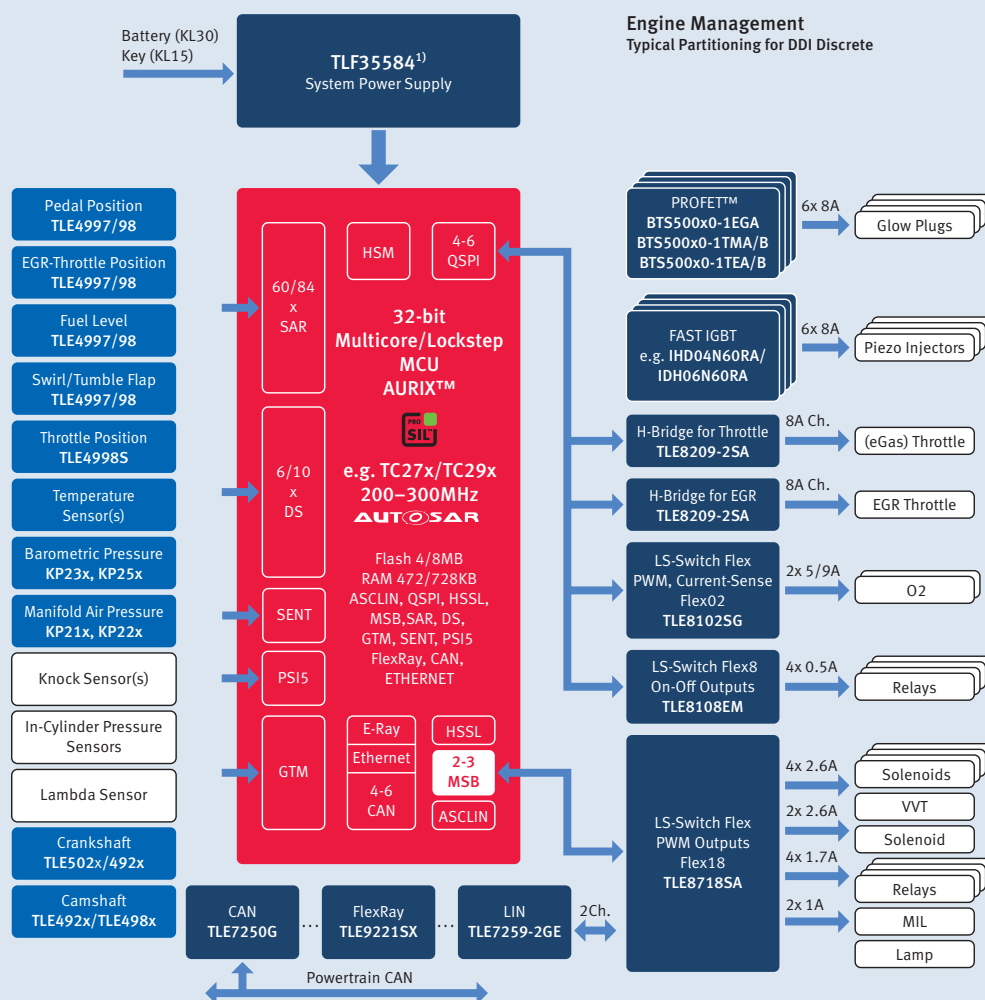 Engine Management
Typical Partitioning for DDI Discrete
Battery (KL30)
Key (KL15)
TLF35584¹⁾
System Power Supply
Pedal Position
TLE4997/98
EGR-Throttle Position
TLE4997/98
Fuel Level
TLE4997/98
Swirl/Tumble Flap
TLE4997/98
Throttle Position
TLE4998S
Temperature
Sensor(s)
Barometric Pressure
KP23x, KP25x
Manifold Air Pressure
KP21x, KP22x
Knock Sensor(s)
In-Cylinder Pressure
Sensors
Lambda Sensor
Crankshaft
TLE502x/492x
Camshaft
TLE492x/TLE498x
60/84
x
SAR
6/10
x
DS
SENT
PSI5
GTM
HSM
4-6
QSPI
32-bit
Multicore/Lockstep
MCU
AURIX™
PRO
SIL™
e.g. TC27x/TC29x
200–300MHz
AUTOSAR
Flash 4/8MB
RAM 472/728KB
ASCLIN, QSPI, HSSL,
MSB,SAR, DS,
GTM, SENT, PSI5
FlexRay, CAN,
ETHERNET
E-Ray
Ethernet
4-6
CAN
HSSL
2-3
MSB
ASCLIN
PROFET™
BTS500x0-1EGA
BTS500x0-1TMA/B
BTS500x0-1TEA/B
6x 8A
Glow Plugs
FAST IGBT
e.g. IHD04N60RA/
IDH06N60RA
6x 8A
Piezo Injectors
H-Bridge for Throttle
TLE8209-2SA
8A Ch.
(eGas) Throttle
H-Bridge for EGR
TLE8209-2SA
8A Ch.
EGR Throttle
LS-Switch Flex
PWM, Current-Sense
Flex02
TLE8102SG
2x 5/9A
O2
LS-Switch Flex8
On-Off Outputs
TLE8108EM
4x 0.5A
Relays
LS-Switch Flex
PWM Outputs
Flex18
TLE8718SA
4x 2.6A
Solenoids
VVT
2x 2.6A
Solenoid
4x 1.7A
Relays
2x 1A
MIL
Lamp
CAN
TLE7250G
...
FlexRay
TLE9221SX
...
LIN
TLE7259-2GE
2Ch.
Powertrain CAN